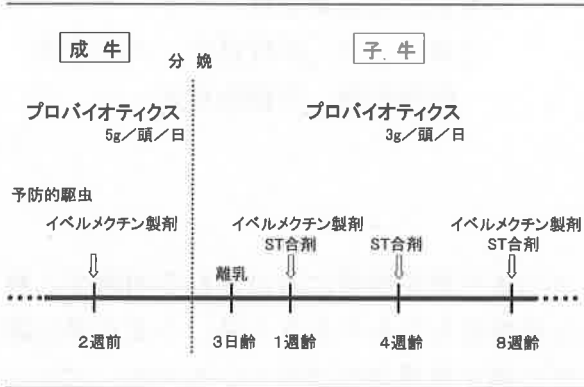 成 牛
分 娩
子 牛
プロバイオティクス
5g／頭／日
プロバイオティクス
3g／頭／日
予防的駆虫
イベルメクチン製剤
イベルメクチン製剤
ST合剤
ST合剤
イベルメクチン製剤
ST合剤
離乳
2週前
3日齢
1週齢
4週齢
8週齢